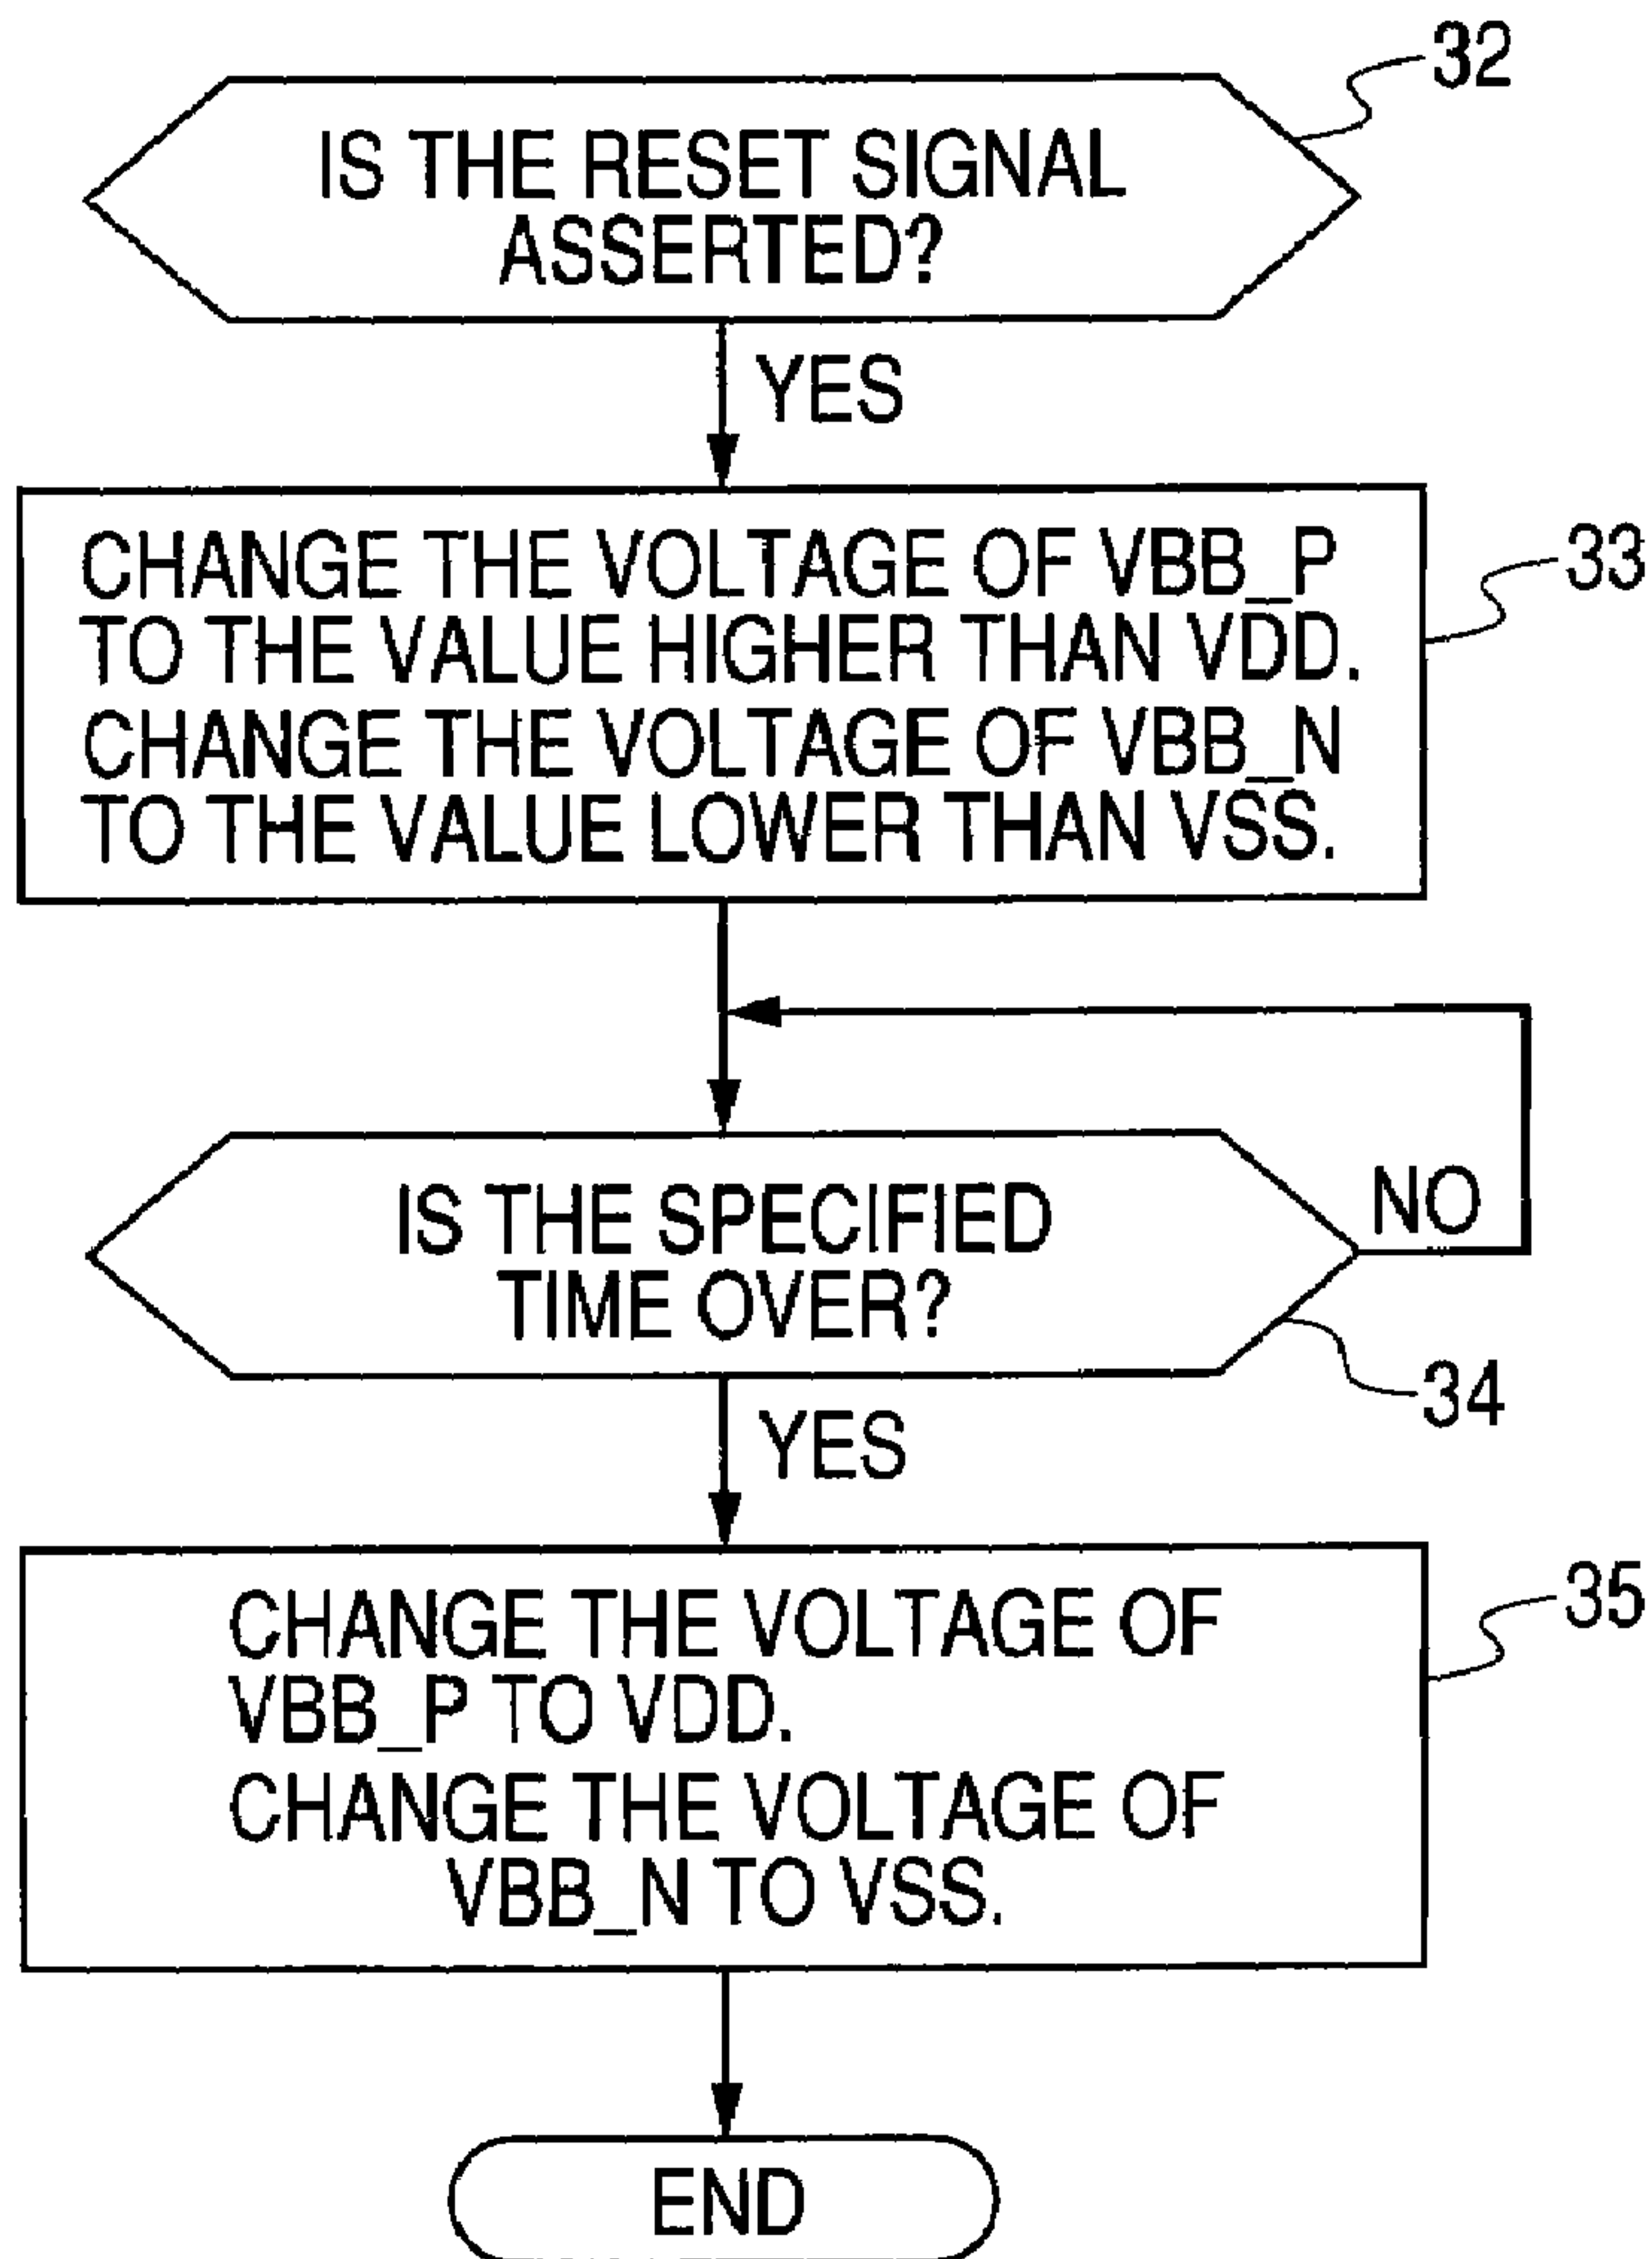 32
IS THE RESET SIGNAL
ASSERTED?
YES
CHANGE THE VOLTAGE OF VBB_P
TO THE VALUE HIGHER THAN VDD.
CHANGE THE VOLTAGE OF VBB_N
TO THE VALUE LOWER THAN VSS.
33
IS THE SPECIFIED
TIME OVER?
NO
34
YES
CHANGE THE VOLTAGE OF
VBB_P TO VDD.
CHANGE THE VOLTAGE OF
VBB_N TO VSS.
35
END